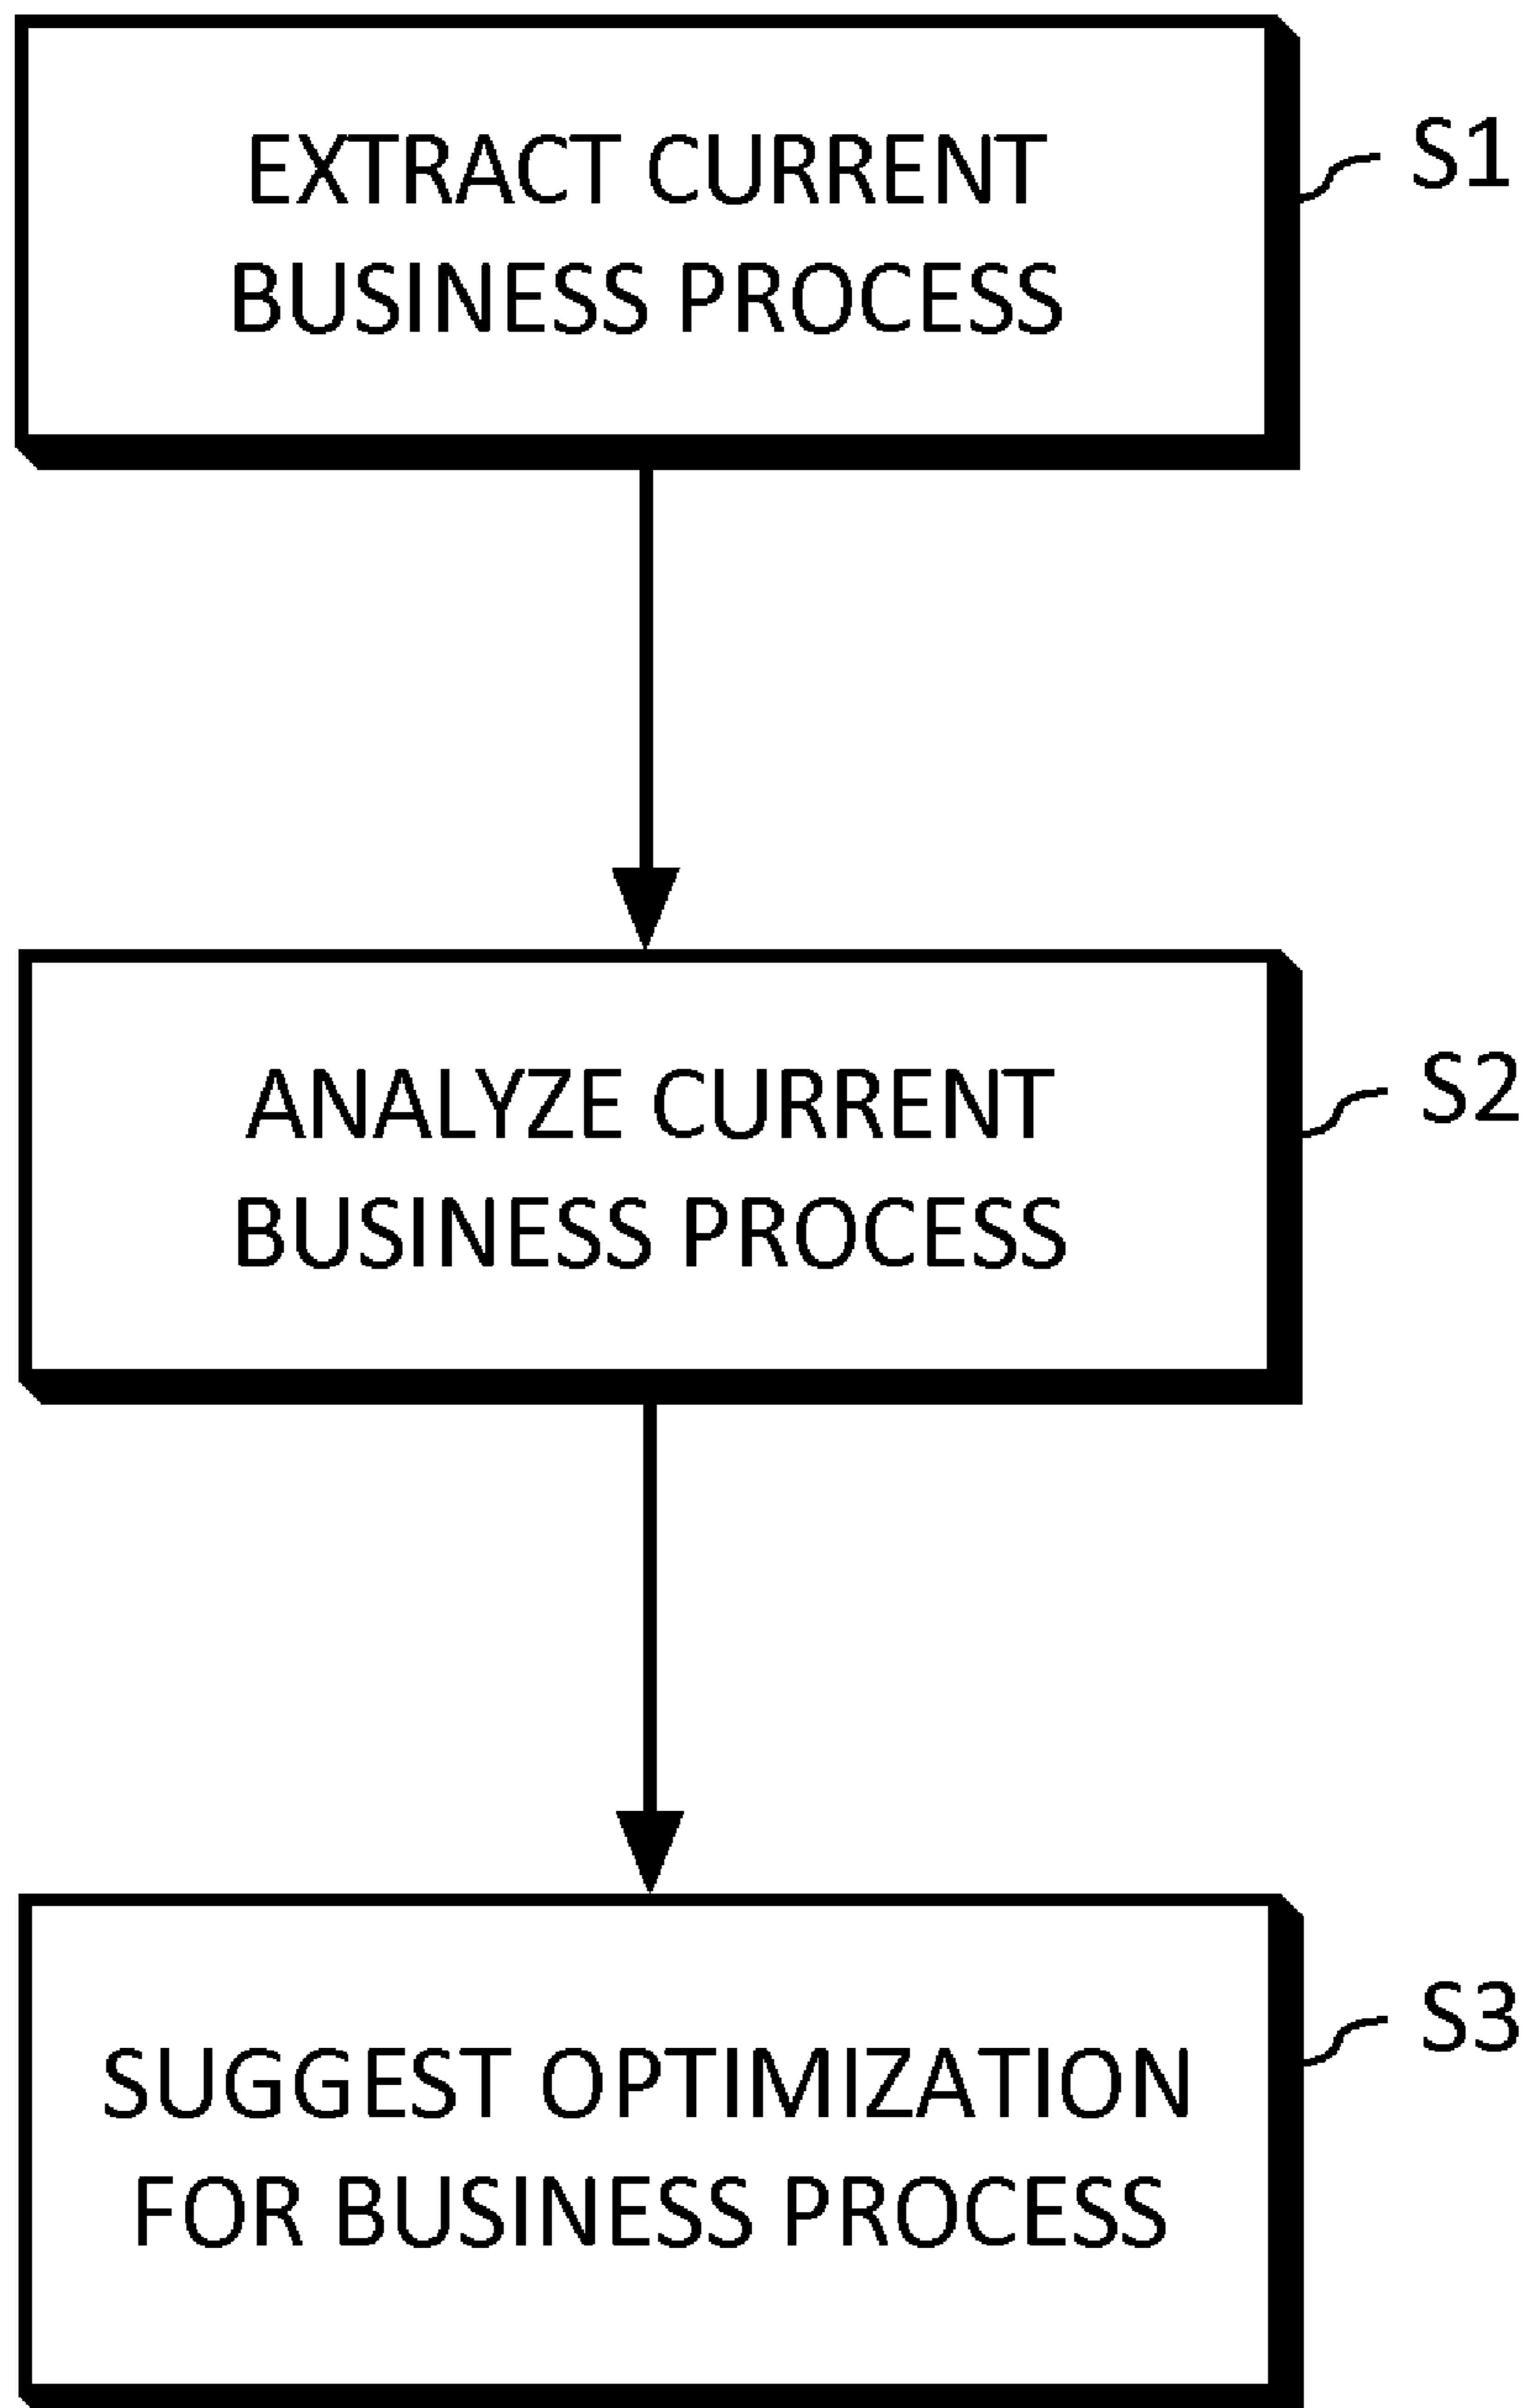 EXTRACT CURRENT
BUSINESS PROCESS
S1
ANALYZE CURRENT
BUSINESS PROCESS
S2
SUGGEST OPTIMIZATION
FOR BUSINESS PROCESS
S3